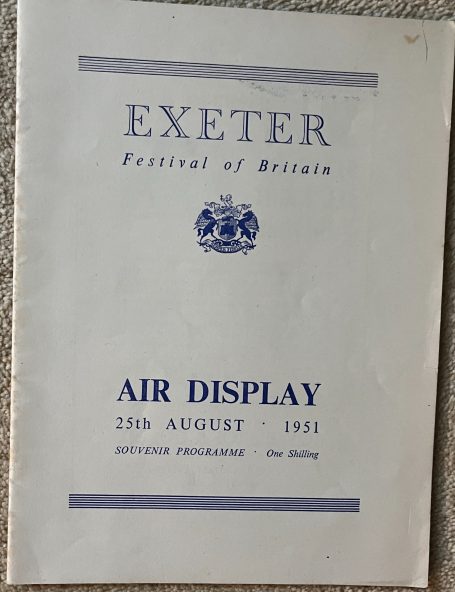 EXETER
Festival of Britain
AIR DISPLAY
25th AUGUST · 1951
SOUVENIR PROGRAMME · One Shilling